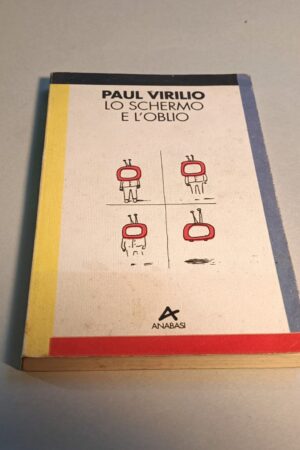 PAUL VIRILIO
LO SCHERMO
E L'OBLIO
ANABASI